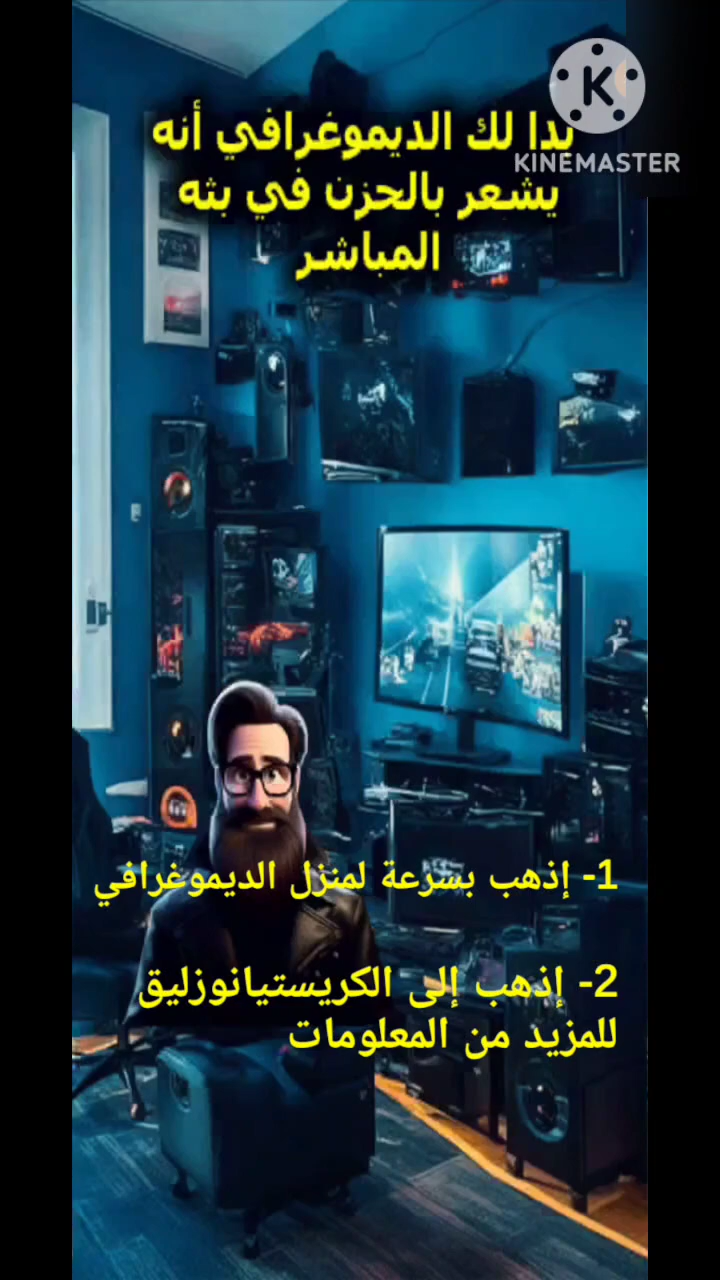 KINEMASTER
بدا لك الديموغرافي أنه
يشعر بالحزن في بثه
المباشر
1- إذهب بسرعة لمنزل الديموغرافي
2- إذهب إلى الكريستيانوزليق
للمزيد من المعلومات